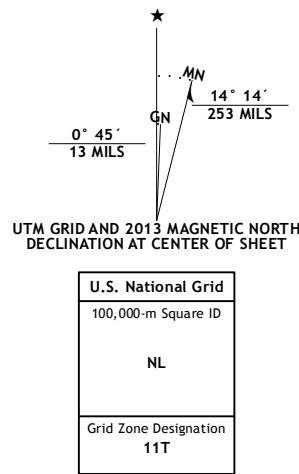 ★
MN
GN
14° 14´
253 MILS
0° 45´
13 MILS
UTM GRID AND 2013 MAGNETIC NORTH
DECLINATION AT CENTER OF SHEET
U.S. National Grid
100,000-m Square ID
NL
Grid Zone Designation
11T